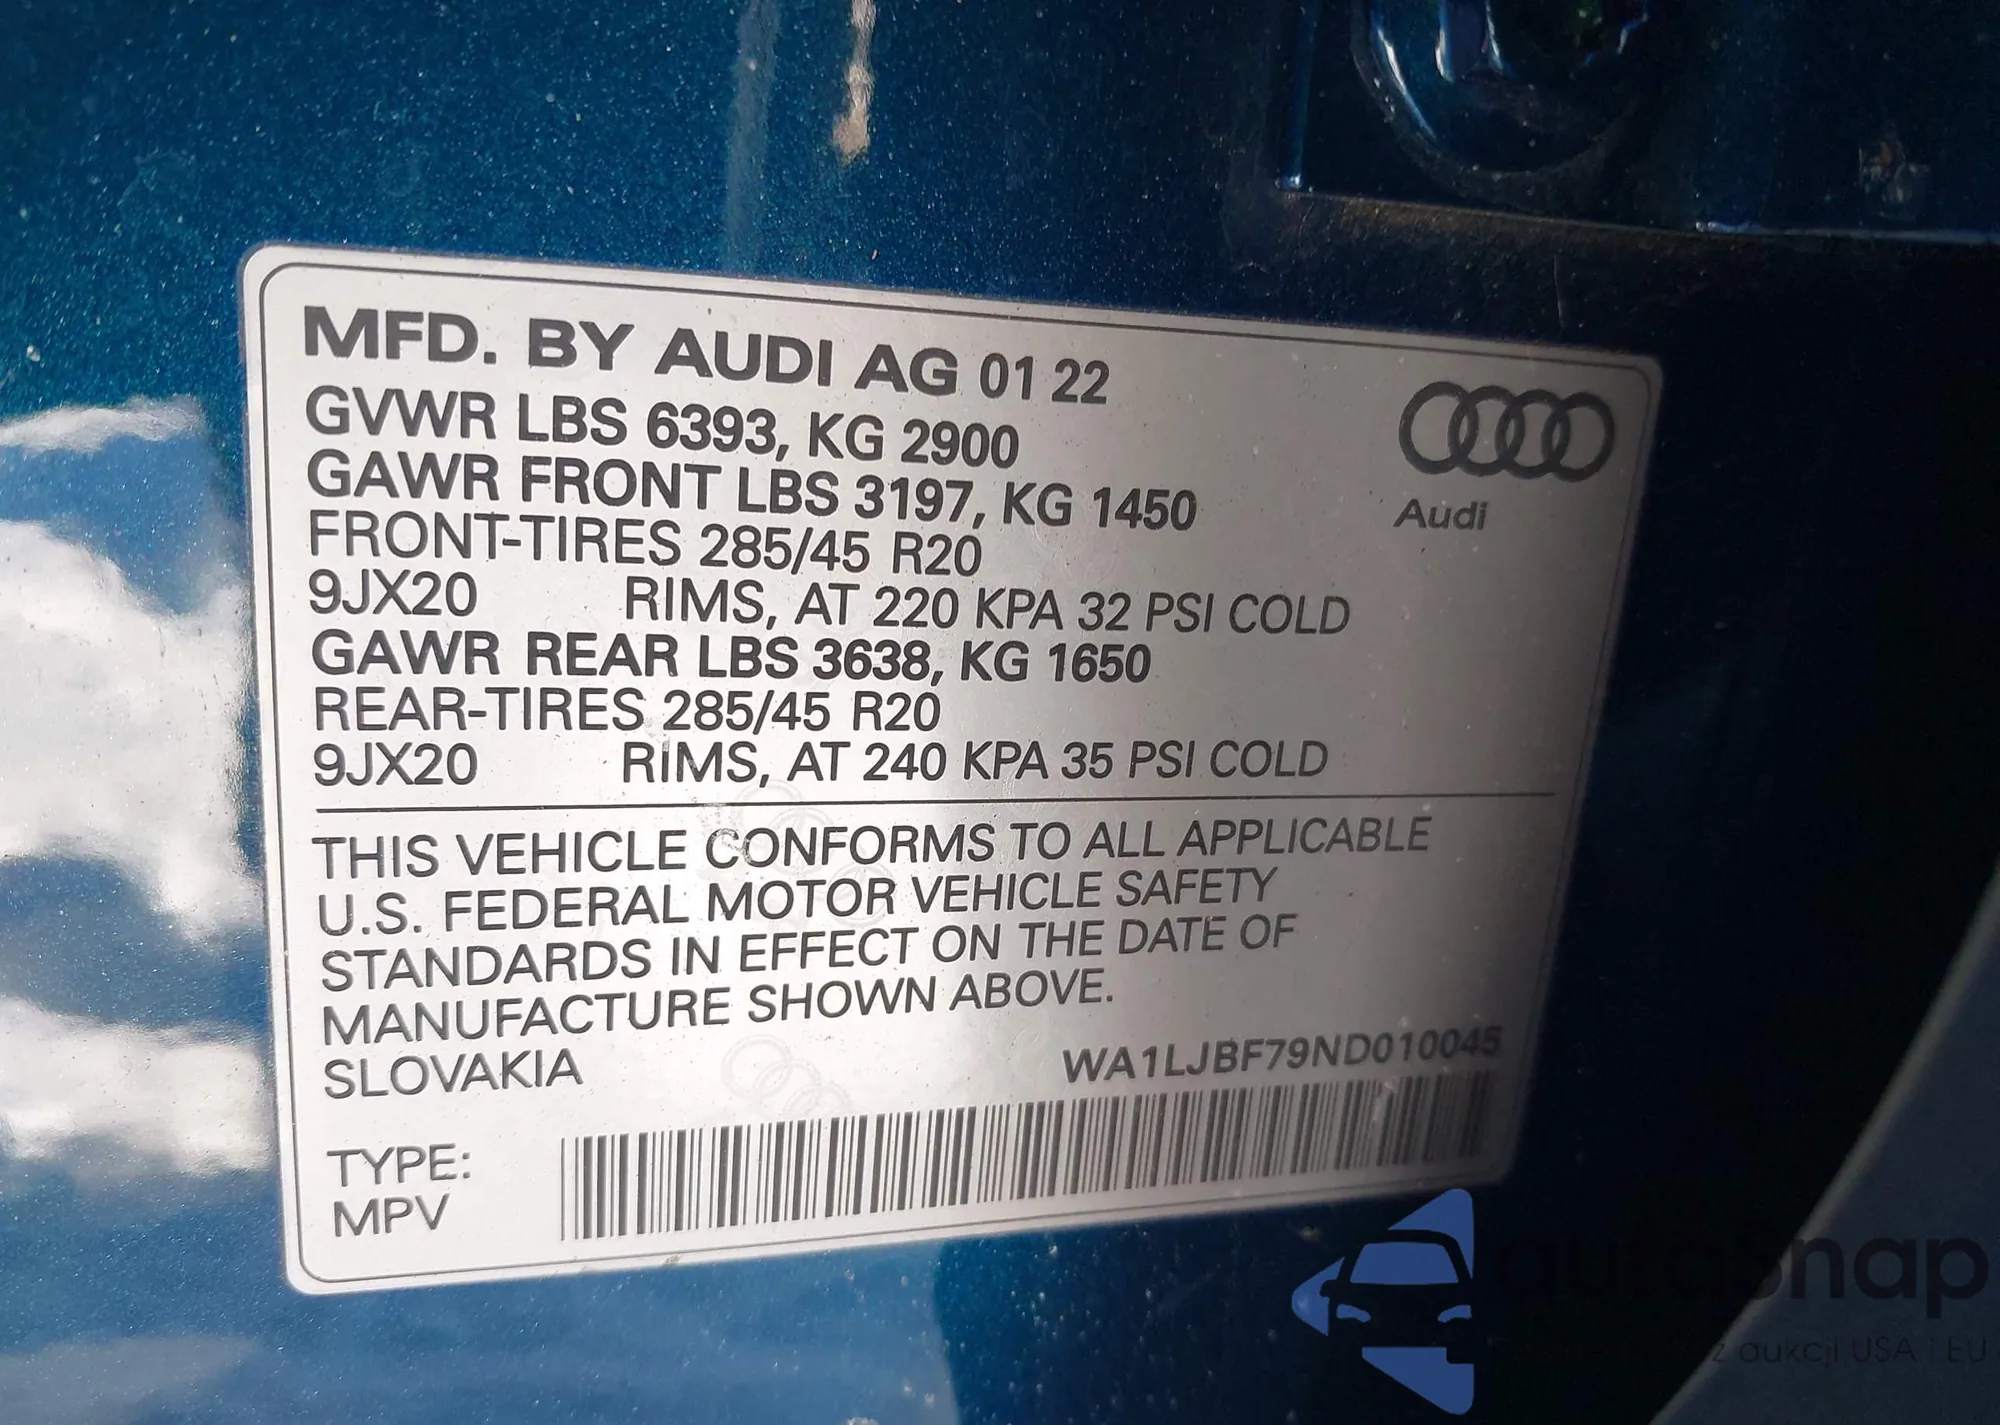 MFD. BY AUDI AG 01 22
GVWR LBS 6393, KG 2900
GAWR FRONT LBS 3197, KG 1450
FRONT-TIRES 285/45 R20
9JX20 RIMS, AT 220 KPA 32 PSI COLD
GAWR REAR LBS 3638, KG 1650
REAR-TIRES 285/45 R20
9JX20 RIMS, AT 240 KPA 35 PSI COLD
Audi
THIS VEHICLE CONFORMS TO ALL APPLICABLE
U.S. FEDERAL MOTOR VEHICLE SAFETY
STANDARDS IN EFFECT ON THE DATE OF
MANUFACTURE SHOWN ABOVE.
SLOVAKIA
WA1LJBF79ND010045
TYPE:
MPV
z aukcji USA i EU